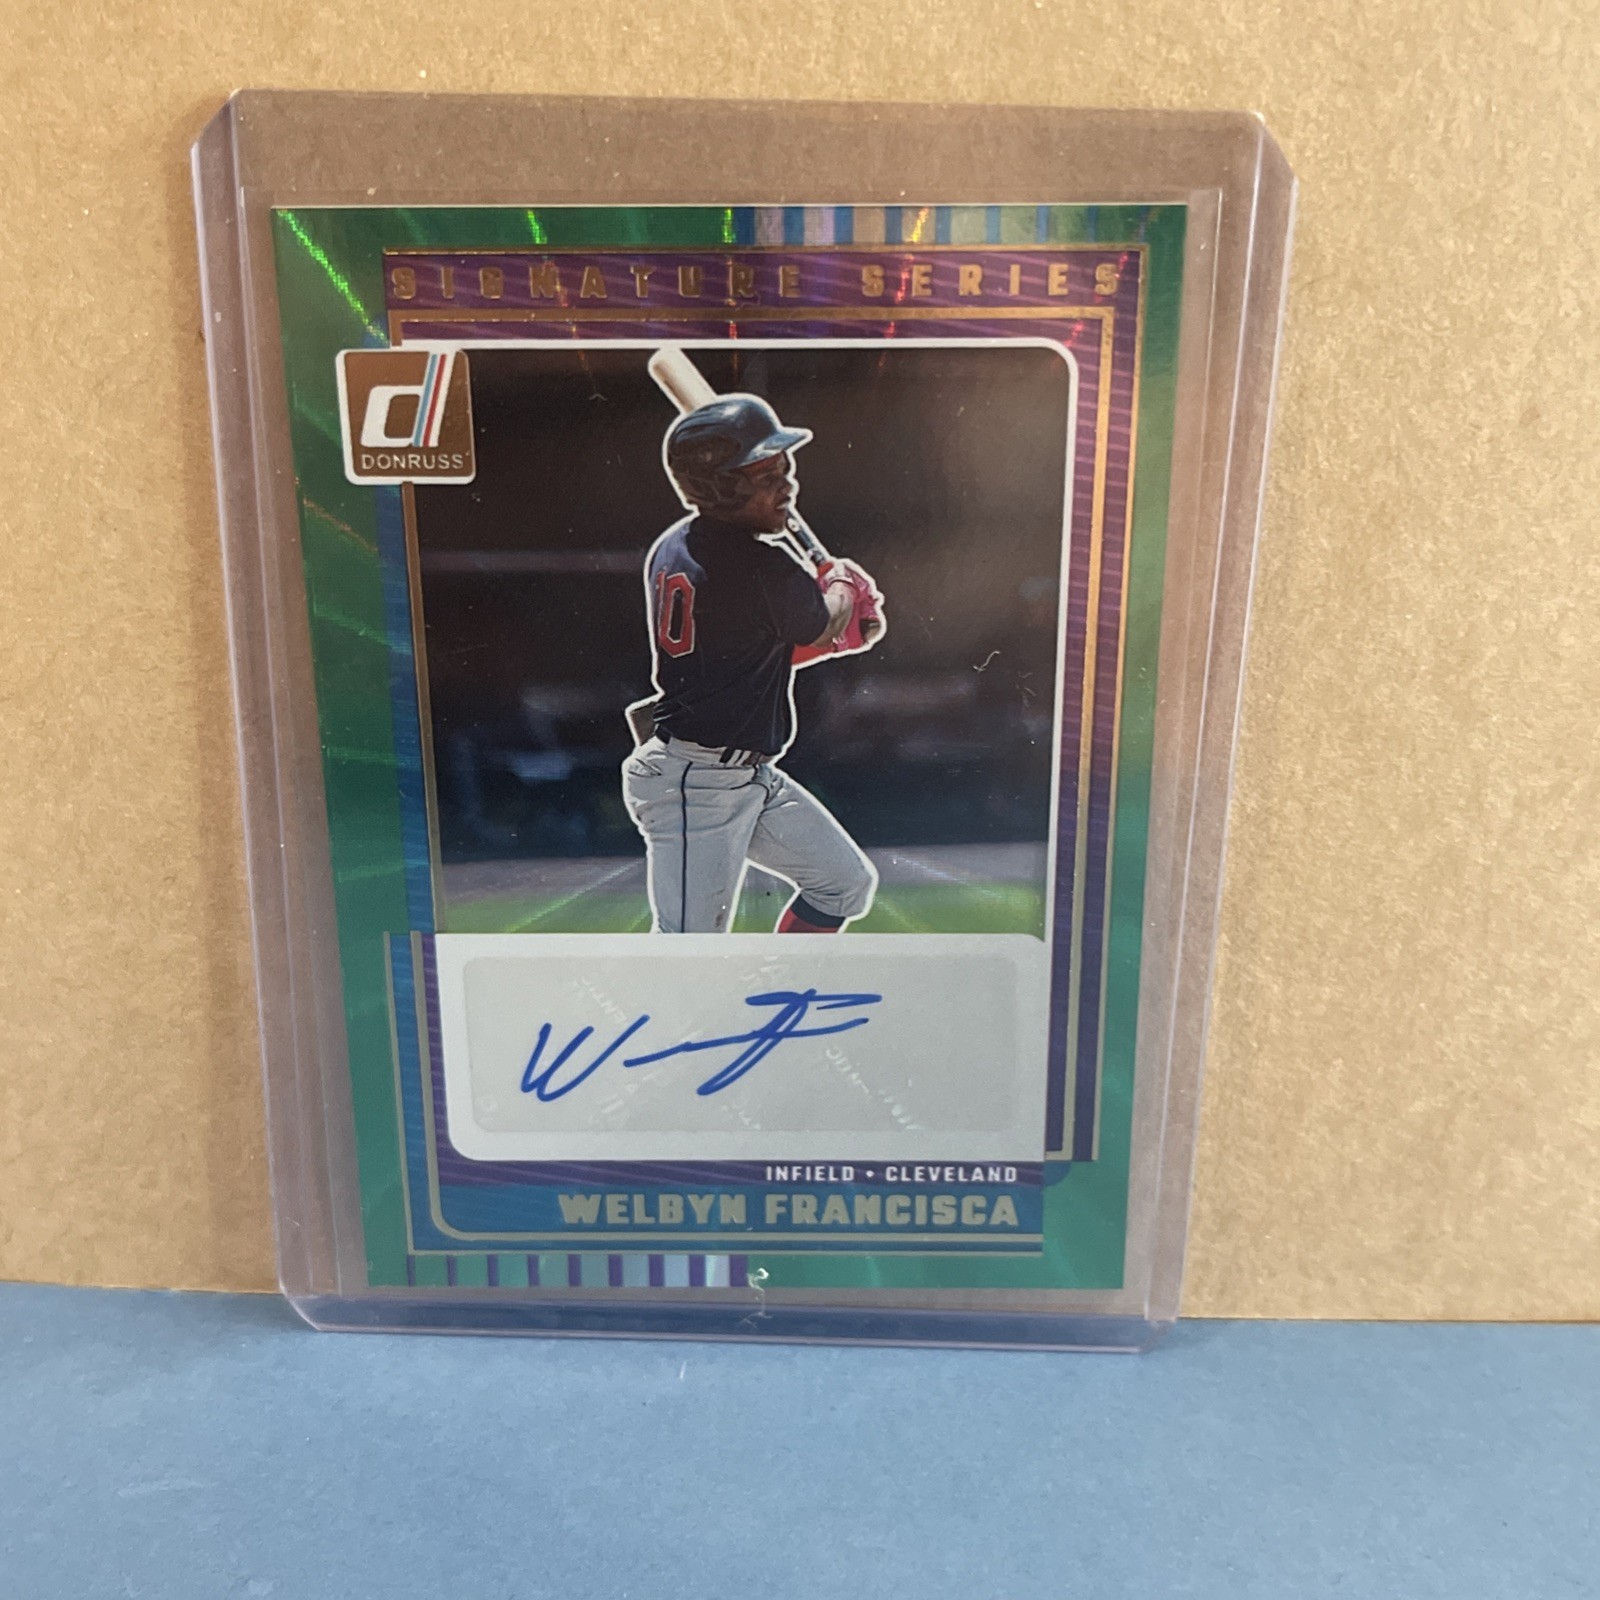 SIGNATURE SERIES
d
DONRUSS
10
INFIELD • CLEVELAND
WELBYN FRANCISCA